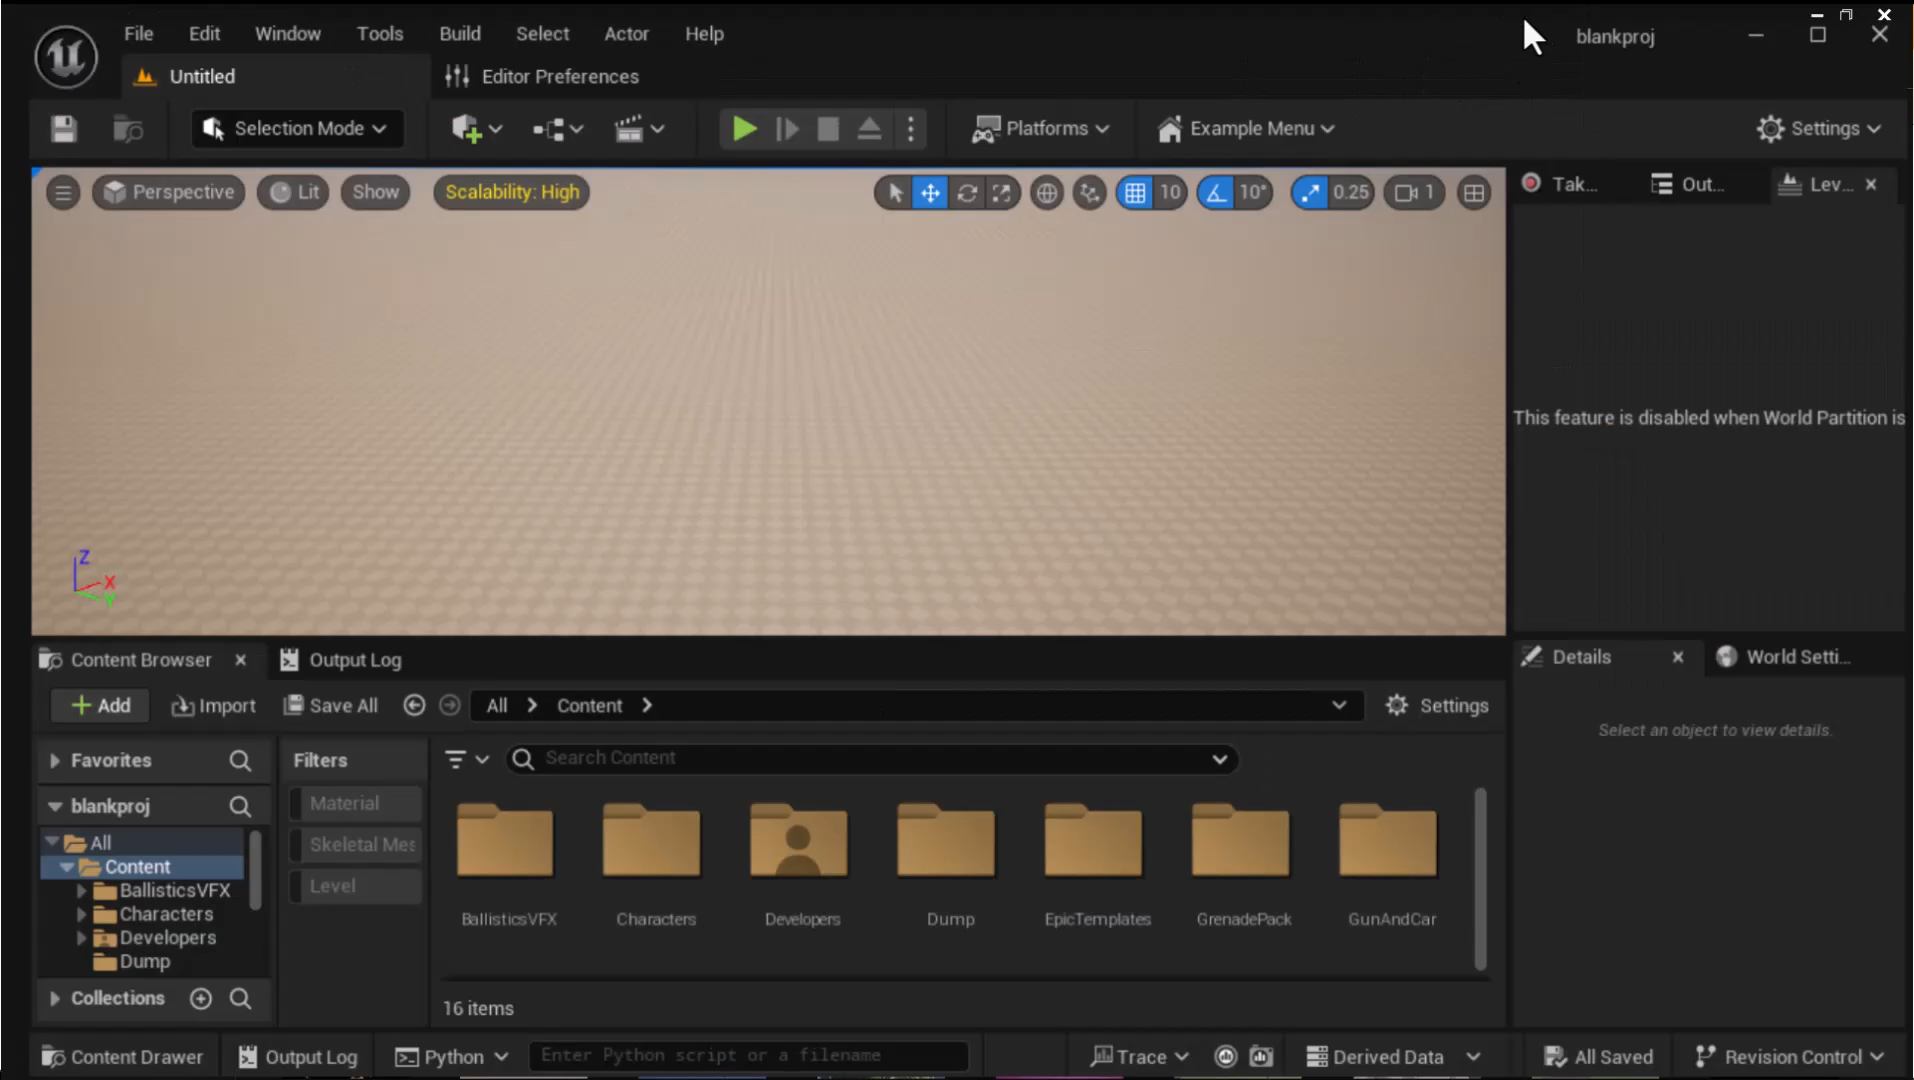 File Edit Window Tools Build Select Actor Help
blankproj
Untitled
Editor Preferences
Selection Mode
Platforms
Example Menu
Settings
Perspective
Lit
Show
Scalability: High
10
10°
0.25
1
Tak...
Out...
Lev...
This feature is disabled when World Partition is
Z
X
Y
Content Browser
Output Log
Details
World Setti...
Add
Import
Save All
All
Content
Settings
Select an object to view details.
Favorites
Filters
Search Content
blankproj
Material
All
Skeletal Mes
Content
Level
BallisticsVFX
Characters
Developers
Dump
BallisticsVFX
Characters
Developers
Dump
EpicTemplates
GrenadePack
GunAndCar
Collections
16 items
Content Drawer
Output Log
Python
Enter Python script or a filename
Trace
Derived Data
All Saved
Revision Control